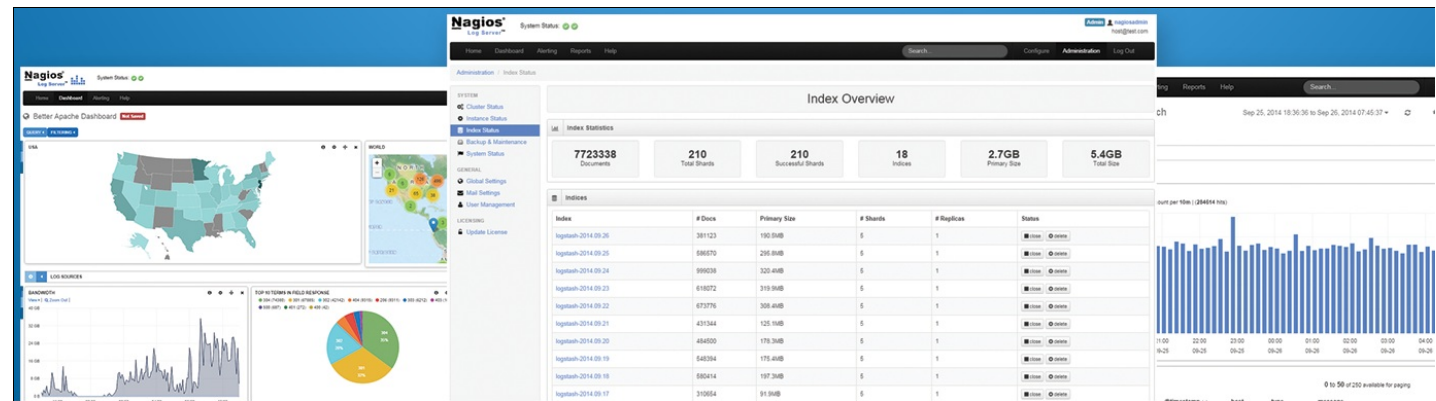 Nagios®
Log Server™
System Status:
Admin nagiosadmin
host@test.com
Home Dashboard Alerting Reports Help
Search...
Configure Administration Log Out
Administration / Index Status
SYSTEM
Cluster Status
Instance Status
Index Status
Backup & Maintenance
System Status
GENERAL
Global Settings
Mail Settings
User Management
LICENSING
Update License
Index Overview
Index Statistics
7723338 210 210 18 2.7GB 5.4GB
Documents Total Shards Successful Shards Indices Primary Size Total Size
Indices
Index # Docs Primary Size # Shards # Replicas Status
logstash-2014.09.26 381123 190.5MB 5 1 close delete
logstash-2014.09.25 586570 295.8MB 5 1 close delete
logstash-2014.09.24 999038 320.4MB 5 1 close delete
logstash-2014.09.23 618072 319.9MB 5 1 close delete
logstash-2014.09.22 673776 308.4MB 5 1 close delete
logstash-2014.09.21 431344 125.1MB 5 1 close delete
logstash-2014.09.20 484500 178.3MB 5 1 close delete
logstash-2014.09.19 548394 175.4MB 5 1 close delete
logstash-2014.09.18 580414 197.3MB 5 1 close delete
logstash-2014.09.17 310654 91.9MB 5 1 close delete
Nagios®
Log Server™
System Status:
Home Dashboard Alerting Help
Better Apache Dashboard Not Saved
QUERY FILTERING
USA
WORLD
LOG SOURCES
BANDWIDTH
View Zoom Out
TOP 10 TERMS IN FIELD RESPONSE
Reports Help
Search...
Sep 25, 2014 18:36:36 to Sep 26, 2014 07:45:37
count per 10m | (284014 hits)
22:00 23:00 00:00 01:00 02:00 03:00 04:00
09-25 09-25 09-25 09-26 09-26 09-26 09-26
0 to 50 of 250 available for paging